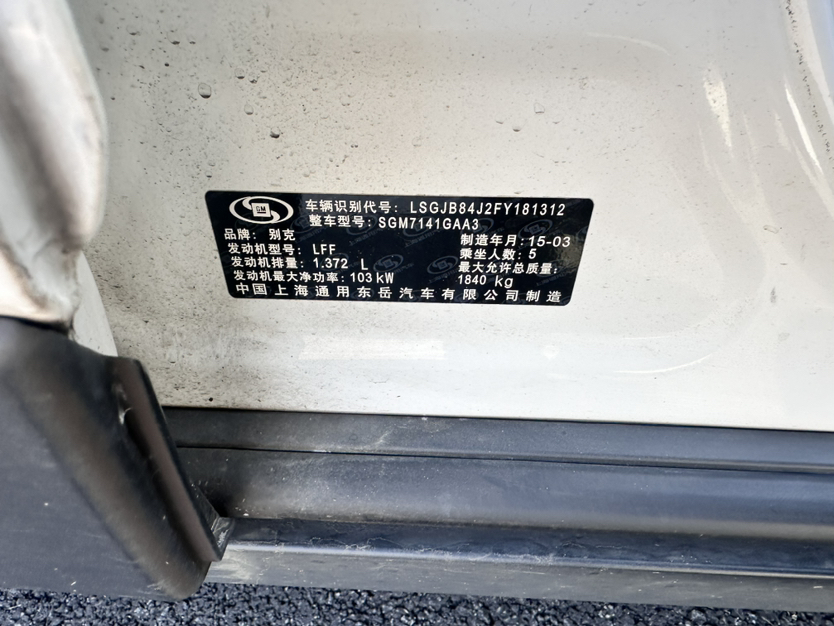 GM
车辆识别代号: LSGJB84J2FY181312
整车型号: SGM7141GAA3
品牌: 别克
制造年月: 15-03
发动机型号: LFF
乘坐人数: 5
发动机排量: 1.372 L
最大允许总质量:
发动机最大净功率: 103 kW
1840 kg
中国上海通用东岳汽车有限公司制造